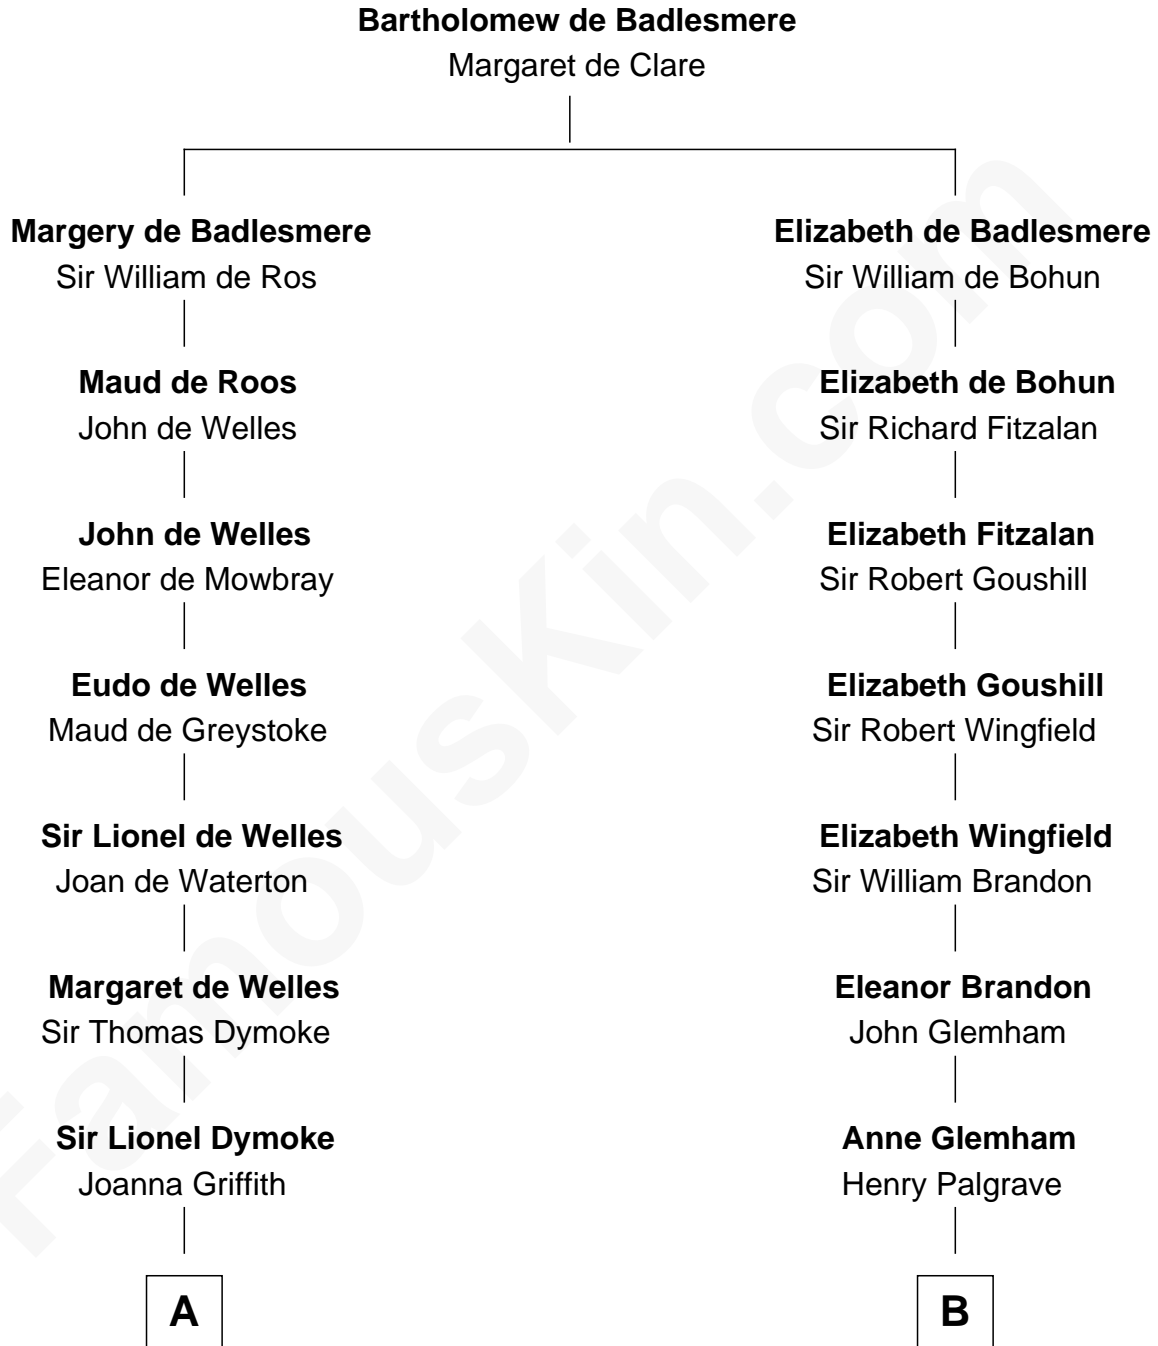 Bartholomew de Badlesmere
Margaret de Clare
Margery de Badlesmere
Sir William de Ros
Elizabeth de Badlesmere
Sir William de Bohun
Maud de Roos
John de Welles
Elizabeth de Bohun
Sir Richard Fitzalan
John de Welles
Eleanor de Mowbray
Elizabeth Fitzalan
Sir Robert Goushill
Eudo de Welles
Maud de Greystoke
Elizabeth Goushill
Sir Robert Wingfield
Sir Lionel de Welles
Joan de Waterton
Elizabeth Wingfield
Sir William Brandon
Margaret de Welles
Sir Thomas Dymoke
Eleanor Brandon
John Glemham
Sir Lionel Dymoke
Joanna Griffith
Anne Glemham
Henry Palgrave
A
B
FamousKin.com